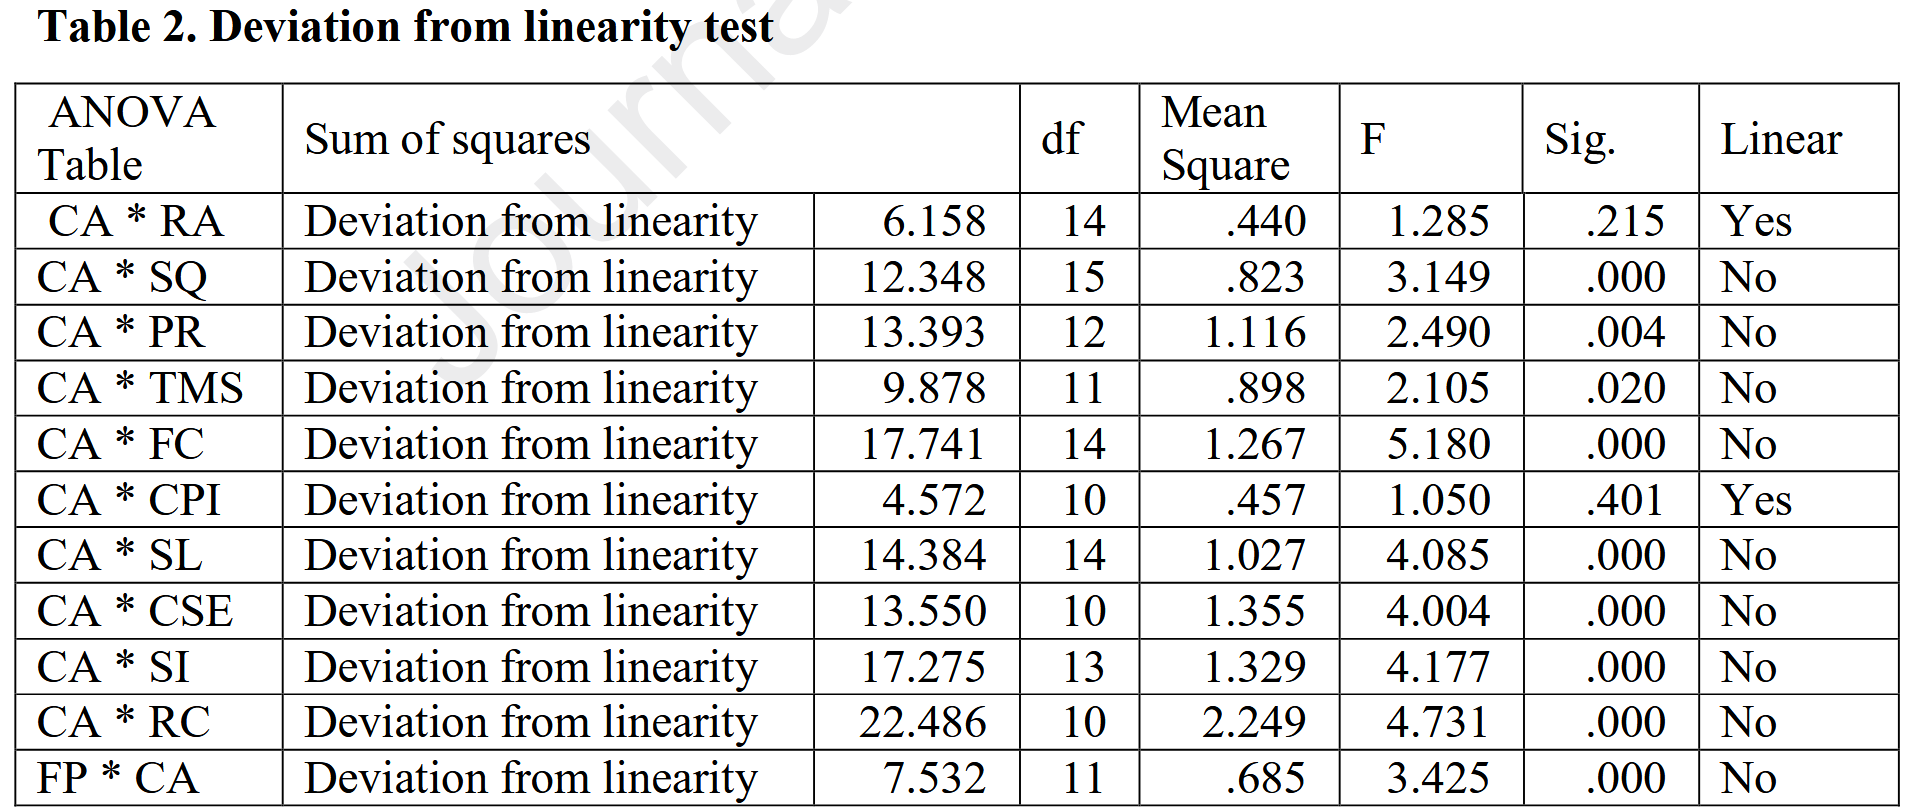 Table 2. Deviation from linearity test
ANOVA Table Sum of squares df Mean Square F Sig. Linear
CA * RA Deviation from linearity 6.158 14 .440 1.285 .215 Yes
CA * SQ Deviation from linearity 12.348 15 .823 3.149 .000 No
CA * PR Deviation from linearity 13.393 12 1.116 2.490 .004 No
CA * TMS Deviation from linearity 9.878 11 .898 2.105 .020 No
CA * FC Deviation from linearity 17.741 14 1.267 5.180 .000 No
CA * CPI Deviation from linearity 4.572 10 .457 1.050 .401 Yes
CA * SL Deviation from linearity 14.384 14 1.027 4.085 .000 No
CA * CSE Deviation from linearity 13.550 10 1.355 4.004 .000 No
CA * SI Deviation from linearity 17.275 13 1.329 4.177 .000 No
CA * RC Deviation from linearity 22.486 10 2.249 4.731 .000 No
FP * CA Deviation from linearity 7.532 11 .685 3.425 .000 No
Journa